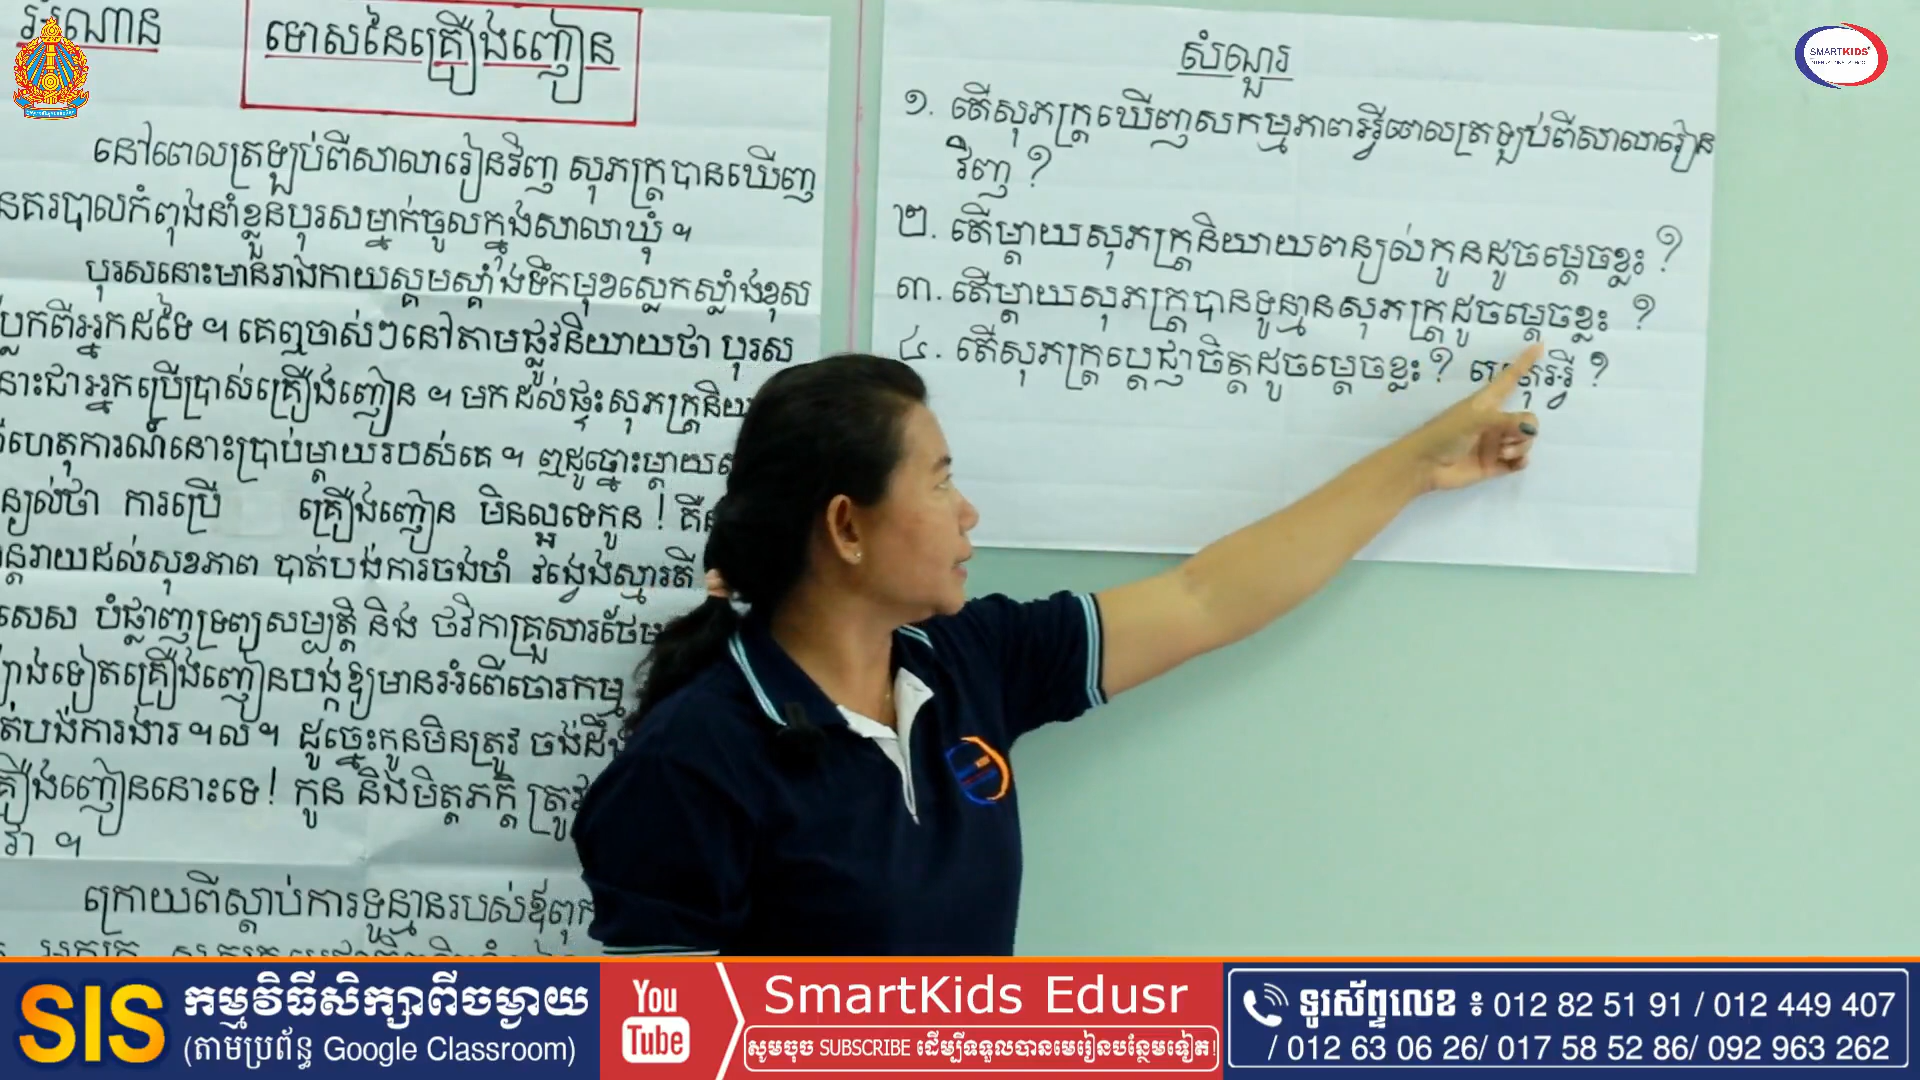 អំណាន
ទោសនៃគ្រឿងញៀន
នៅពេលត្រឡប់ពីសាលារៀនវិញ សុភក្ត្របានឃើញ
នគរបាលកំពុងនាំខ្លួនបុរសម្នាក់ចូលក្នុងសាលាឃុំ ។
បុរសនោះមានរាងកាយស្គមស្គាំងទឹកមុខស្លេកស្លាំងខុស
ប្លែកពីអ្នកដទៃ ។ គេឮចាស់ៗនៅតាមផ្លូវនិយាយថា បុរស
នោះជាអ្នកប្រើប្រាស់គ្រឿងញៀន ។ មកដល់ផ្ទះសុភក្ត្រនិយ
ហេតុការណ៍នោះប្រាប់ម្ដាយរបស់គេ ។ ឮដូច្នោះម្ដាយ
ន្យល់ថា ការប្រើ គ្រឿងញៀន មិនល្អទេកូន ! គឺ
ន្តរាយដល់សុខភាព បាត់បង់ការចងចាំ វង្វេងស្មារតី
សេស បំផ្លាញទ្រព្យសម្បត្តិ និង ថវិកាគ្រួសារថែម
្យាងទៀតគ្រឿងញៀនបង្កឱ្យមានអំពើចោរកម្ម
ត់បង់ការងារ ។ល។ ដូច្នេះកូនមិនត្រូវ ចង់ដឹង
គ្រឿងញៀននោះទេ ! កូន និងមិត្តភក្តិ ត្រូវ
វា ។
ក្រោយពីស្ដាប់ការទូន្មានរបស់ឪពុក
សំណួរ
១. តើសុភក្ត្រឃើញសកម្មភាពអ្វីពេលត្រឡប់ពីសាលារៀន
វិញ ?
២. តើម្ដាយសុភក្ត្រនិយាយពន្យល់កូនដូចម្ដេចខ្លះ ?
៣. តើម្ដាយសុភក្ត្របានទូន្មានសុភក្ត្រដូចម្ដេចខ្លះ ?
៤. តើសុភក្ត្រប្ដេជ្ញាចិត្តដូចម្ដេចខ្លះ ? ព្រោះអ្វី ?
SMARTKIDS
SIS
កម្មវិធីសិក្សាពីចម្ងាយ
(តាមប្រព័ន្ធ Google Classroom)
You
Tube
SmartKids Edusr
សូមចុច SUBSCRIBE ដើម្បីទទួលបានមេរៀនបន្ថែមទៀត!
ទូរស័ព្ទលេខ ៖ 012 82 51 91 / 012 449 407
/ 012 63 06 26/ 017 58 52 86/ 092 963 262